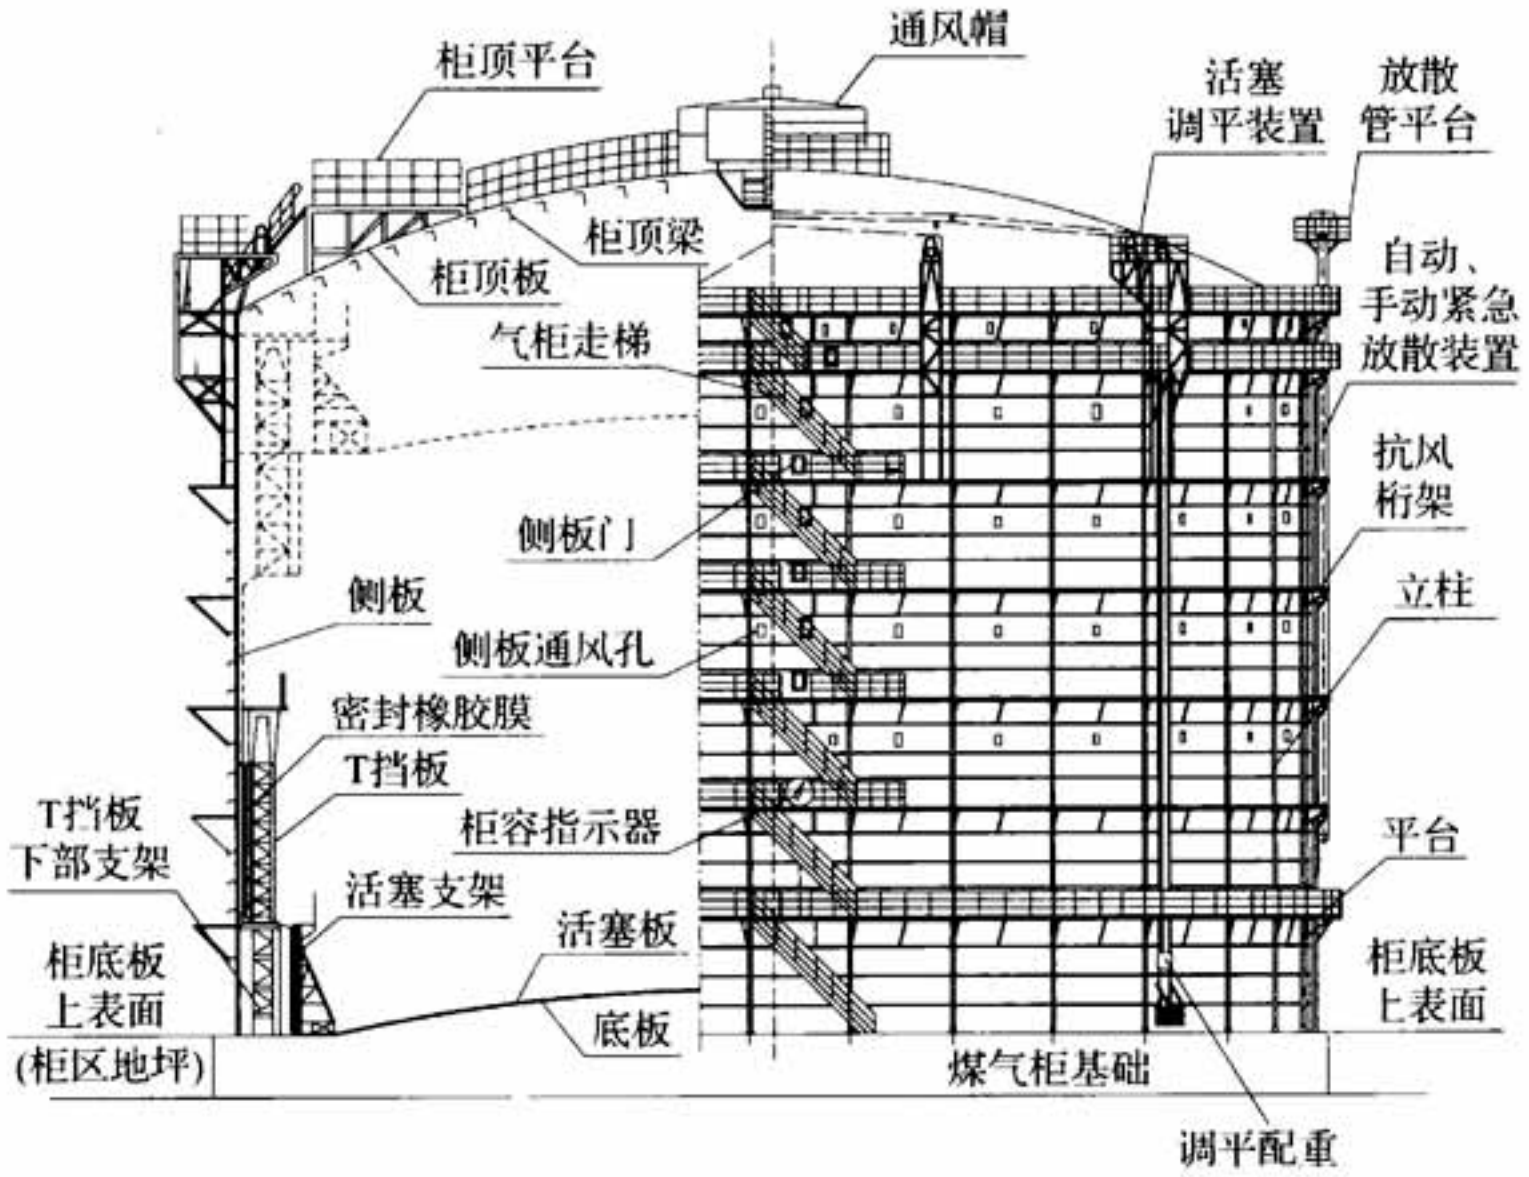 通风帽
柜顶平台
活塞
调平装置
放散
管平台
柜顶梁
柜顶板
自动、
手动紧急
放散装置
气柜走梯
抗风
桁架
侧板门
侧板
立柱
侧板通风孔
密封橡胶膜
T挡板
T挡板
下部支架
柜容指示器
平台
活塞支架
活塞板
柜底板
上表面
柜底板
上表面
底板
(柜区地坪)
煤气柜基础
调平配重